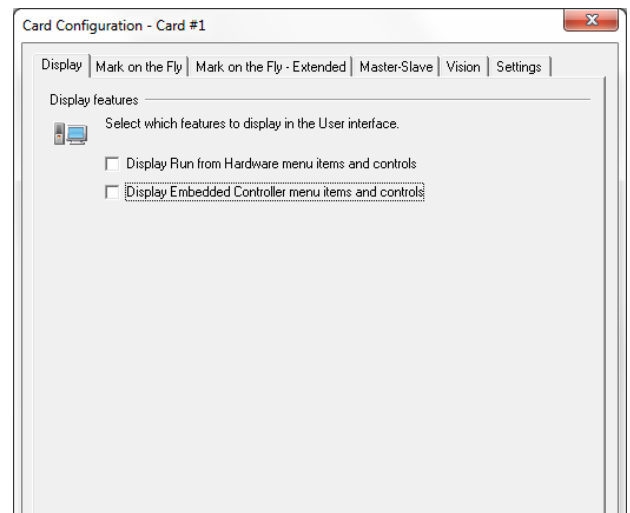 Card Configuration - Card #1
Display Mark on the Fly Mark on the Fly - Extended Master-Slave Vision Settings
Display features
Select which features to display in the User interface.
Display Run from Hardware menu items and controls
Display Embedded Controller menu items and controls